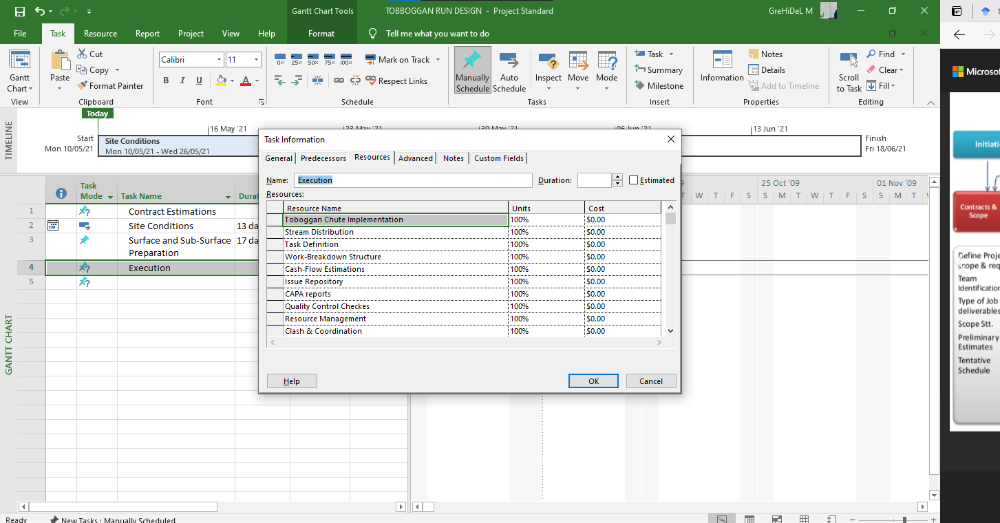 Gantt Chart Tools
TOBBOGGAN RUN DESIGN - Project Standard
GreHiDeL M
File Task Resource Report Project View Help Format Tell me what you want to do
Gantt Chart
View
Paste
Cut
Copy
Format Painter
Clipboard
Calibri 11
B I U A
Font
0% 25% 50% 75% 100%
Mark on Track
Respect Links
Schedule
Manually Schedule
Auto Schedule
Inspect Move Mode
Tasks
Task
Summary
Milestone
Insert
Information
Notes
Details
Add to Timeline
Properties
Scroll to Task
Find
Clear
Fill
Editing
TIMELINE
Today
16 May '21 23 May '21 30 May '21 06 Jun '21 13 Jun '21
Start
Mon 10/05/21
Site Conditions
Mon 10/05/21 - Wed 26/05/21
Finish
Fri 18/06/21
GANTT CHART
Task Mode Task Name Durat
1 Contract Estimations
2 Site Conditions 13 da
3 Surface and Sub-Surface Preparation 17 da
4 Execution
5
25 Oct '09 01 Nov '09
T W T F S S M T W T F S S M T W
Task Information
General Predecessors Resources Advanced Notes Custom Fields
Name: Execution Duration: Estimated
Resources:
Resource Name Units Cost
Toboggan Chute Implementation 100% $0.00
Stream Distribution 100% $0.00
Task Definition 100% $0.00
Work-Breakdown Structure 100% $0.00
Cash-Flow Estimations 100% $0.00
Issue Repository 100% $0.00
CAPA reports 100% $0.00
Quality Control Checkes 100% $0.00
Resource Management 100% $0.00
Clash & Coordination 100% $0.00
Help OK Cancel
Ready New Tasks : Manually Scheduled
Microso
Initiati
Contracts &
Scope
Define Proje
scope & req
Team
Identification
Type of Job
deliverables
Scope Stt.
Preliminary
Estimates
Tentative
Schedule